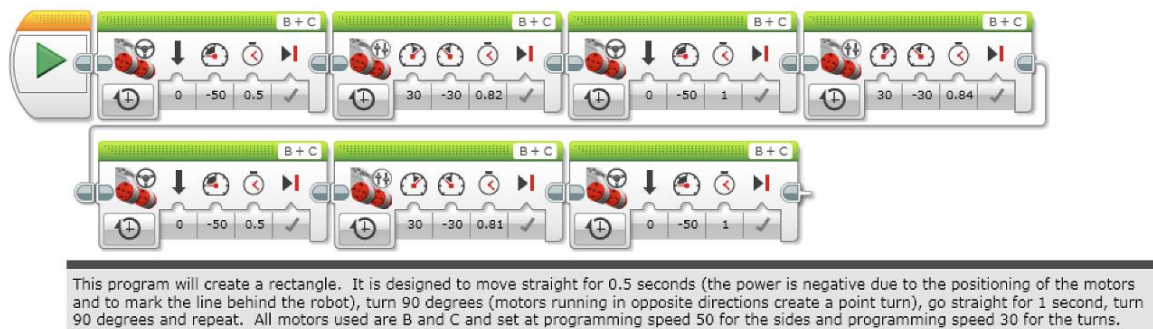 B + C B + C B + C B + C
0 -50 0.5 30 -30 0.82 0 -50 1 30 -30 0.84
B + C B + C B + C
0 -50 0.5 30 -30 0.81 0 -50 1
This program will create a rectangle. It is designed to move straight for 0.5 seconds (the power is negative due to the positioning of the motors
and to mark the line behind the robot), turn 90 degrees (motors running in opposite directions create a point turn), go straight for 1 second, turn
90 degrees and repeat. All motors used are B and C and set at programming speed 50 for the sides and programming speed 30 for the turns.